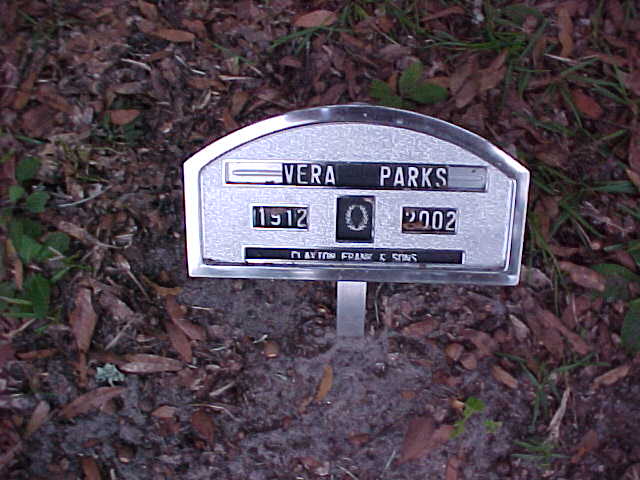 VERA PARKS
1912 2002
CLAYTON FRANK & SONS